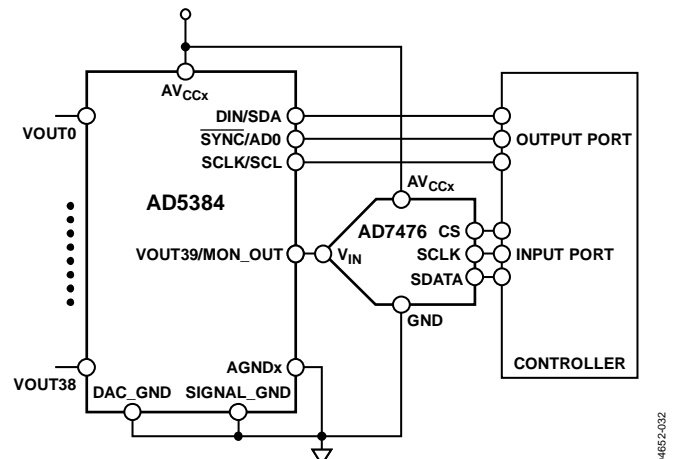 AVCCx
DIN/SDA
VOUT0
SYNC/AD0
OUTPUT PORT
SCLK/SCL
AVCCx
AD5384
AD7476
CS
VOUT39/MON_OUT
VIN
SCLK
INPUT PORT
SDATA
GND
AGNDx
CONTROLLER
VOUT38
DAC_GND
SIGNAL_GND
04652-032